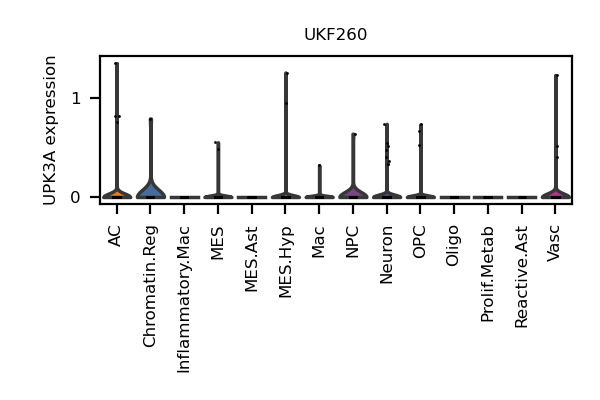 UKF260
UPK3A expression
1
0
AC
Chromatin.Reg
Inflammatory.Mac
MES
MES.Ast
MES.Hyp
Mac
NPC
Neuron
OPC
Oligo
Prolif.Metab
Reactive.Ast
Vasc